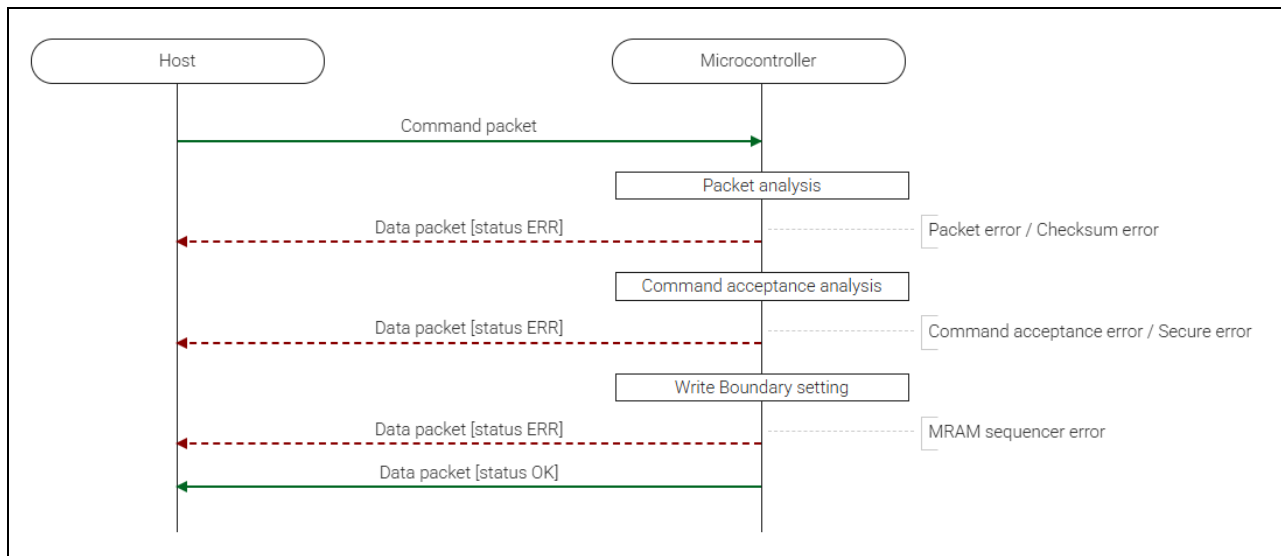 Host
Microcontroller
Command packet
Packet analysis
Data packet [status ERR]
Packet error / Checksum error
Command acceptance analysis
Data packet [status ERR]
Command acceptance error / Secure error
Write Boundary setting
Data packet [status ERR]
MRAM sequencer error
Data packet [status OK]